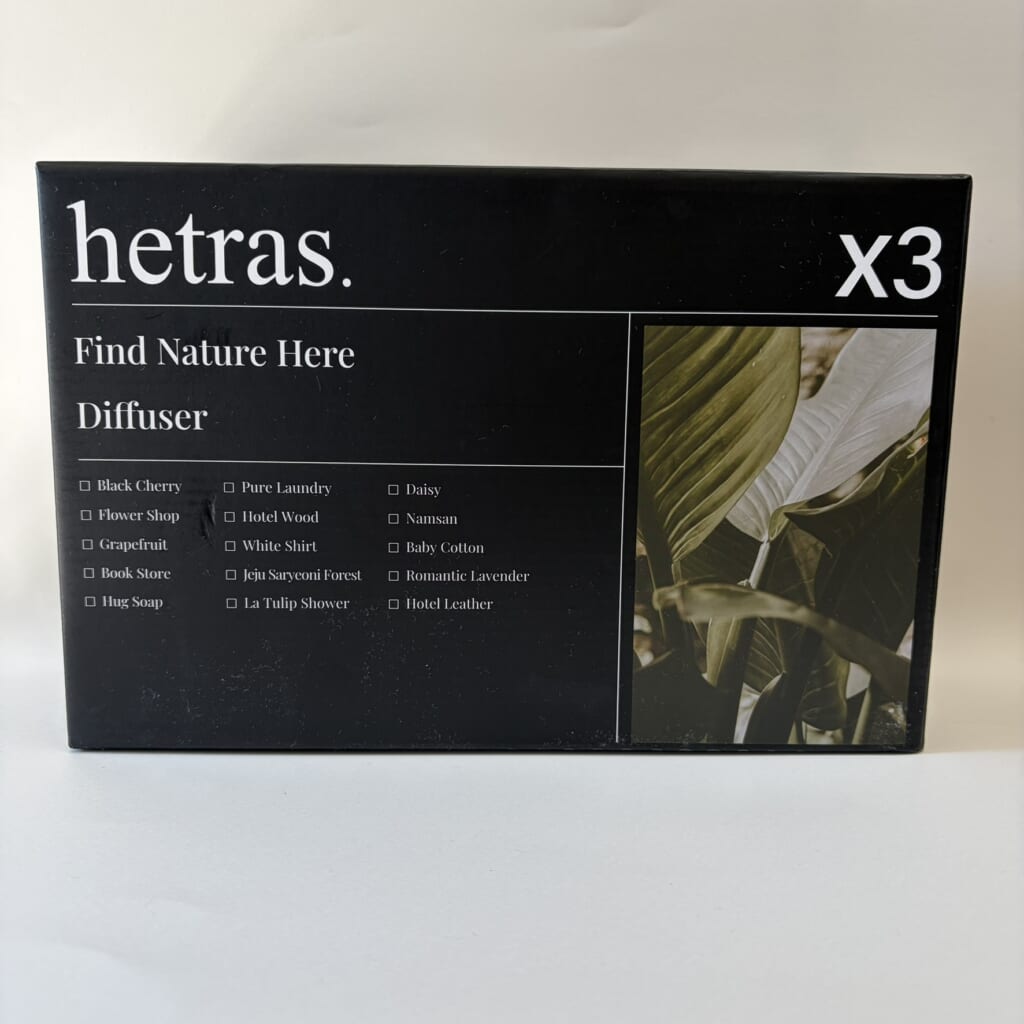 hetras.
x3
Find Nature Here
Diffuser
☐ Black Cherry
☐ Flower Shop
☐ Grapefruit
☐ Book Store
☐ Hug Soap
☐ Pure Laundry
☐ Hotel Wood
☐ White Shirt
☐ Jeju Saryeoni Forest
☐ La Tulip Shower
☐ Daisy
☐ Namsan
☐ Baby Cotton
☐ Romantic Lavender
☐ Hotel Leather